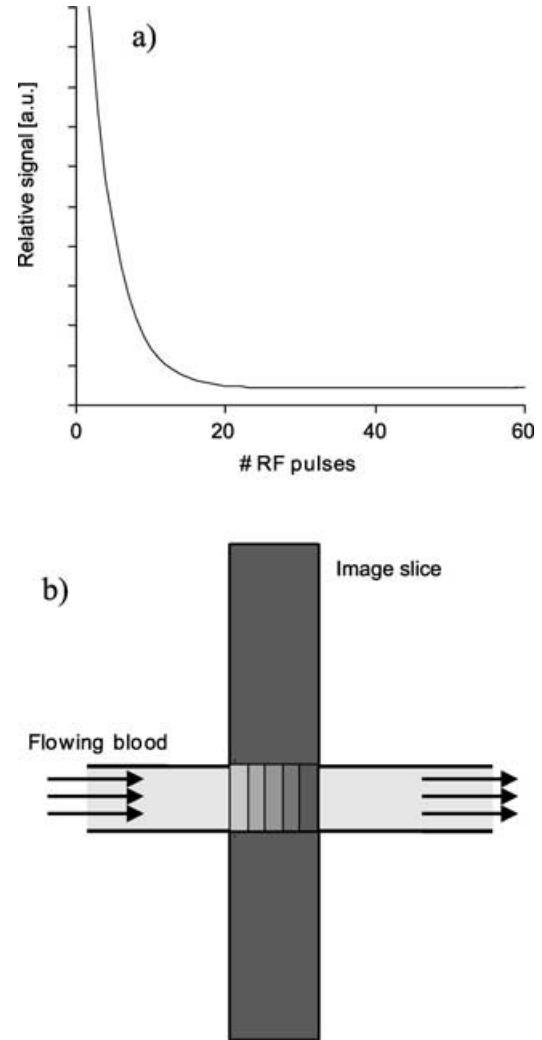 a)
Relative signal [a.u.]
0
20
40
60
# RF pulses
b)
Image slice
Flowing blood